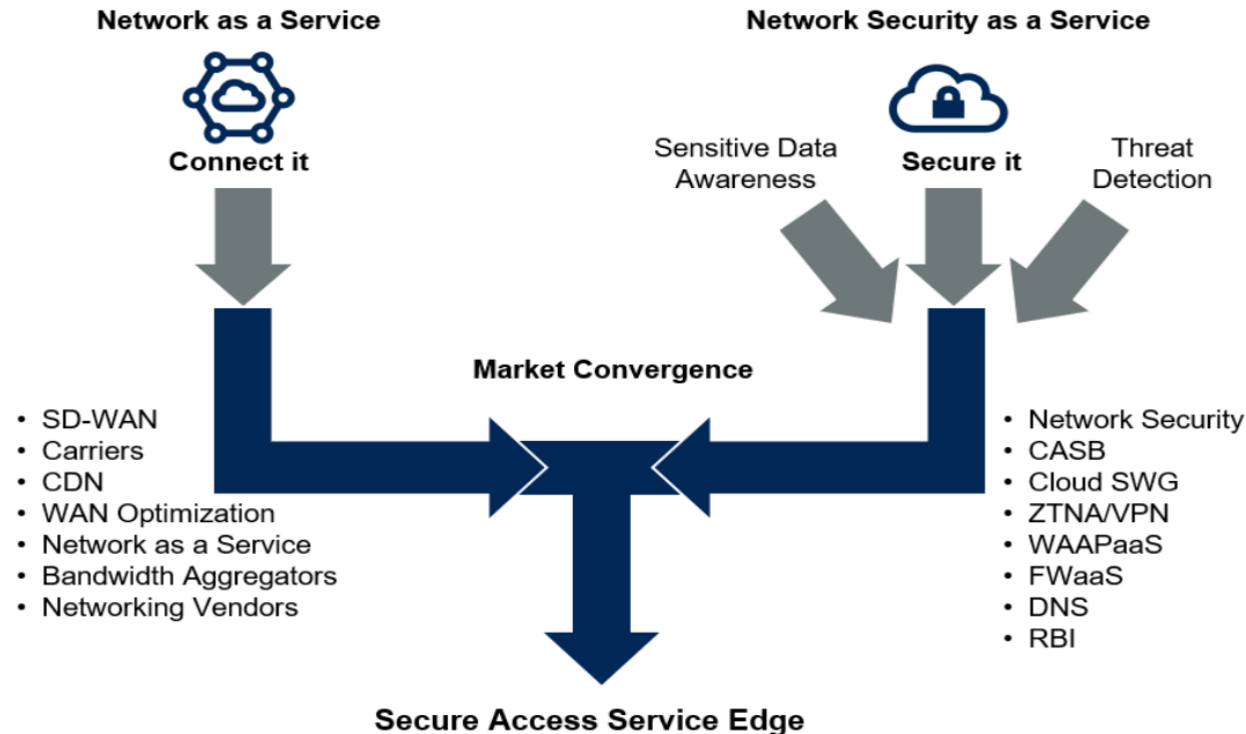 Network as a Service
Network Security as a Service
Connect it
Sensitive Data
Awareness
Secure it
Threat
Detection
Market Convergence
• SD-WAN
• Carriers
• CDN
• WAN Optimization
• Network as a Service
• Bandwidth Aggregators
• Networking Vendors
• Network Security
• CASB
• Cloud SWG
• ZTNA/VPN
• WAAPaaS
• FWaaS
• DNS
• RBI
Secure Access Service Edge